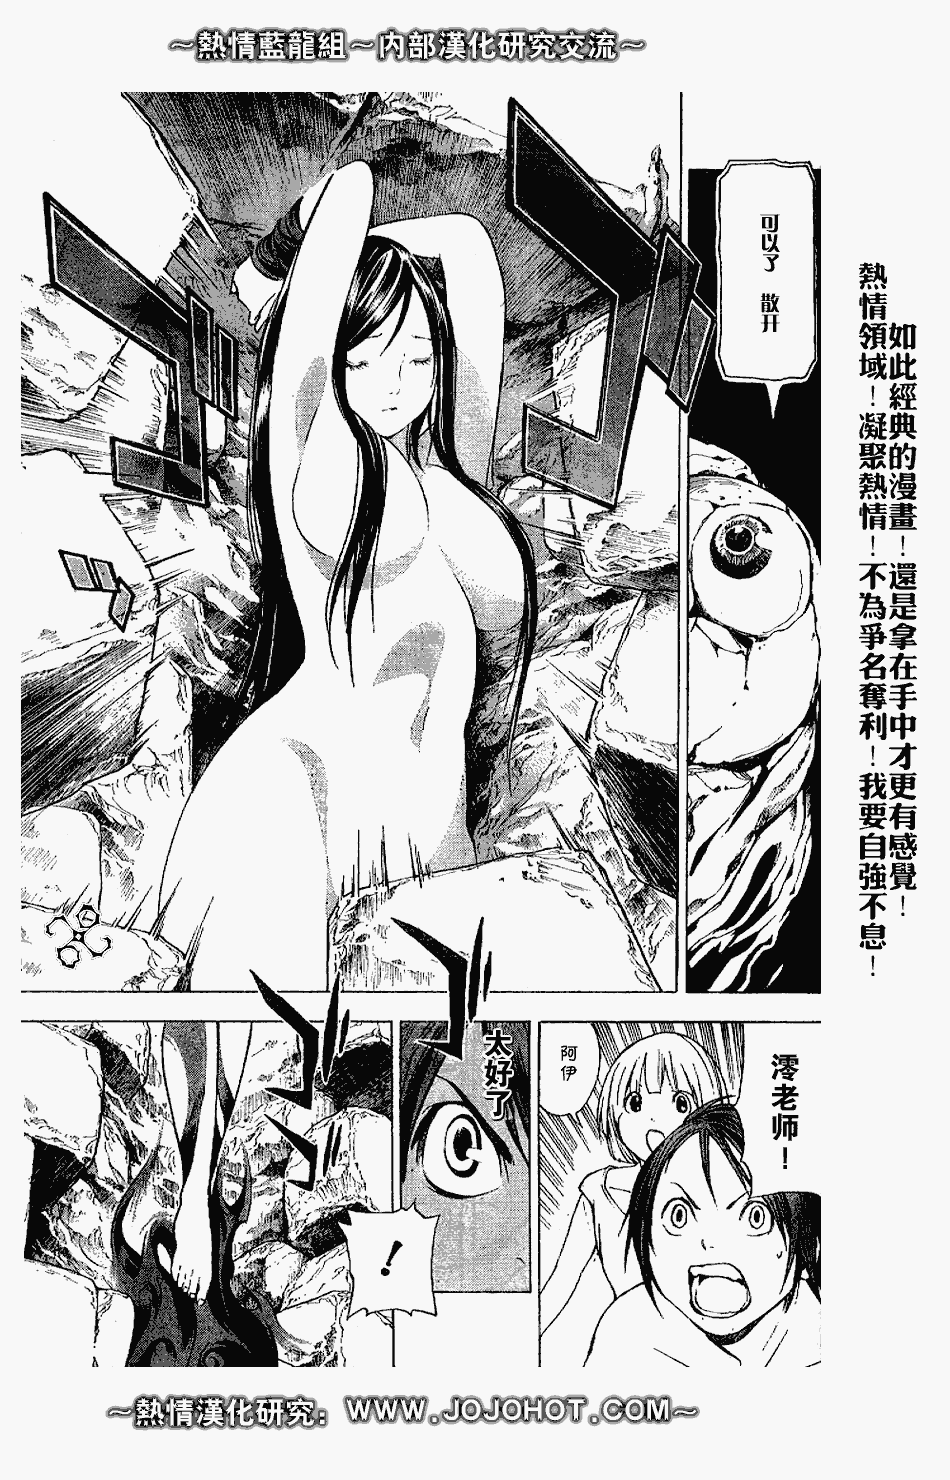 ～熱情藍龍組～内部漢化研究交流～
可以了 散开
如此經典的漫畫！還是拿在手中才更有感覺！
熱情領域！凝聚熱情！不為爭名奪利！我要自強不息！
澪老师！
阿伊
太好了
！
～熱情漢化研究：WWW.JOJOHOT.COM～